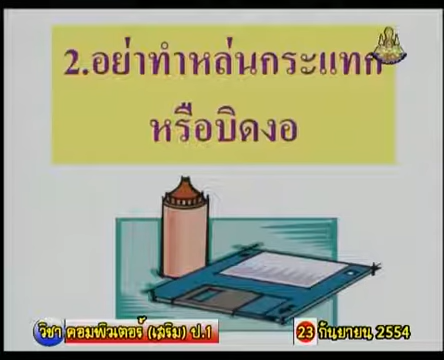 2.อย่าทำหล่นกระแทก
หรือบิดงอ
วิชา คอมพิวเตอร์ (เสริม) ป.1
23 กันยายน 2554